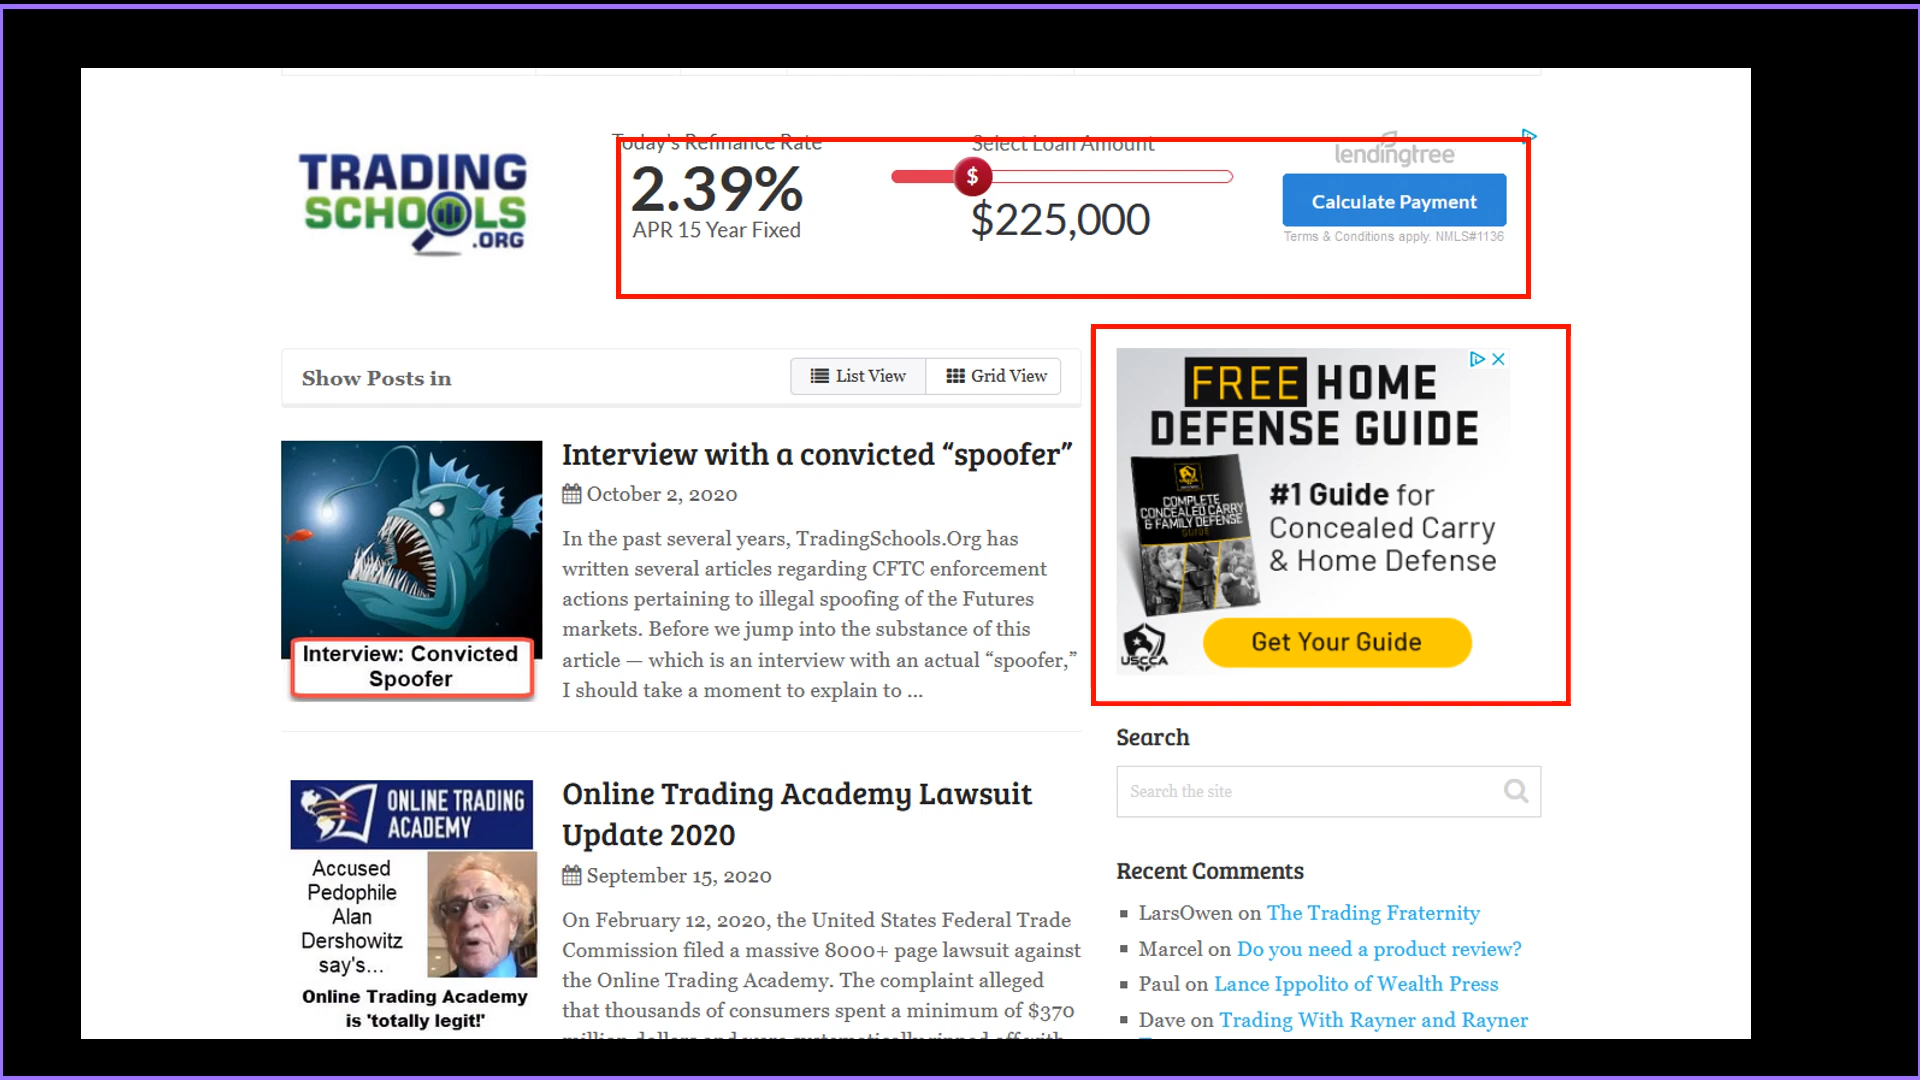 TRADING
SCHOOLS
.ORG
Today's Refinance Rate
2.39%
APR 15 Year Fixed
Select Loan Amount
$
$225,000
lendingtree
Calculate Payment
Terms & Conditions apply. NMLS#1136
Show Posts in
List View
Grid View
Interview: Convicted
Spoofer
Interview with a convicted “spoofer”
October 2, 2020
In the past several years, TradingSchools.Org has
written several articles regarding CFTC enforcement
actions pertaining to illegal spoofing of the Futures
markets. Before we jump into the substance of this
article — which is an interview with an actual “spoofer,”
I should take a moment to explain to ...
ONLINE TRADING
ACADEMY
Accused
Pedophile
Alan
Dershowitz
say's...
Online Trading Academy
is 'totally legit!'
Online Trading Academy Lawsuit
Update 2020
September 15, 2020
On February 12, 2020, the United States Federal Trade
Commission filed a massive 8000+ page lawsuit against
the Online Trading Academy. The complaint alleged
that thousands of consumers spent a minimum of $370
million dollars and were systematically ripped off with
FREE HOME
DEFENSE GUIDE
COMPLETE
CONCEALED CARRY
& FAMILY DEFENSE
GUIDE
#1 Guide for
Concealed Carry
& Home Defense
USCCA
Get Your Guide
Search
Search the site
Recent Comments
LarsOwen on The Trading Fraternity
Marcel on Do you need a product review?
Paul on Lance Ippolito of Wealth Press
Dave on Trading With Rayner and Rayner